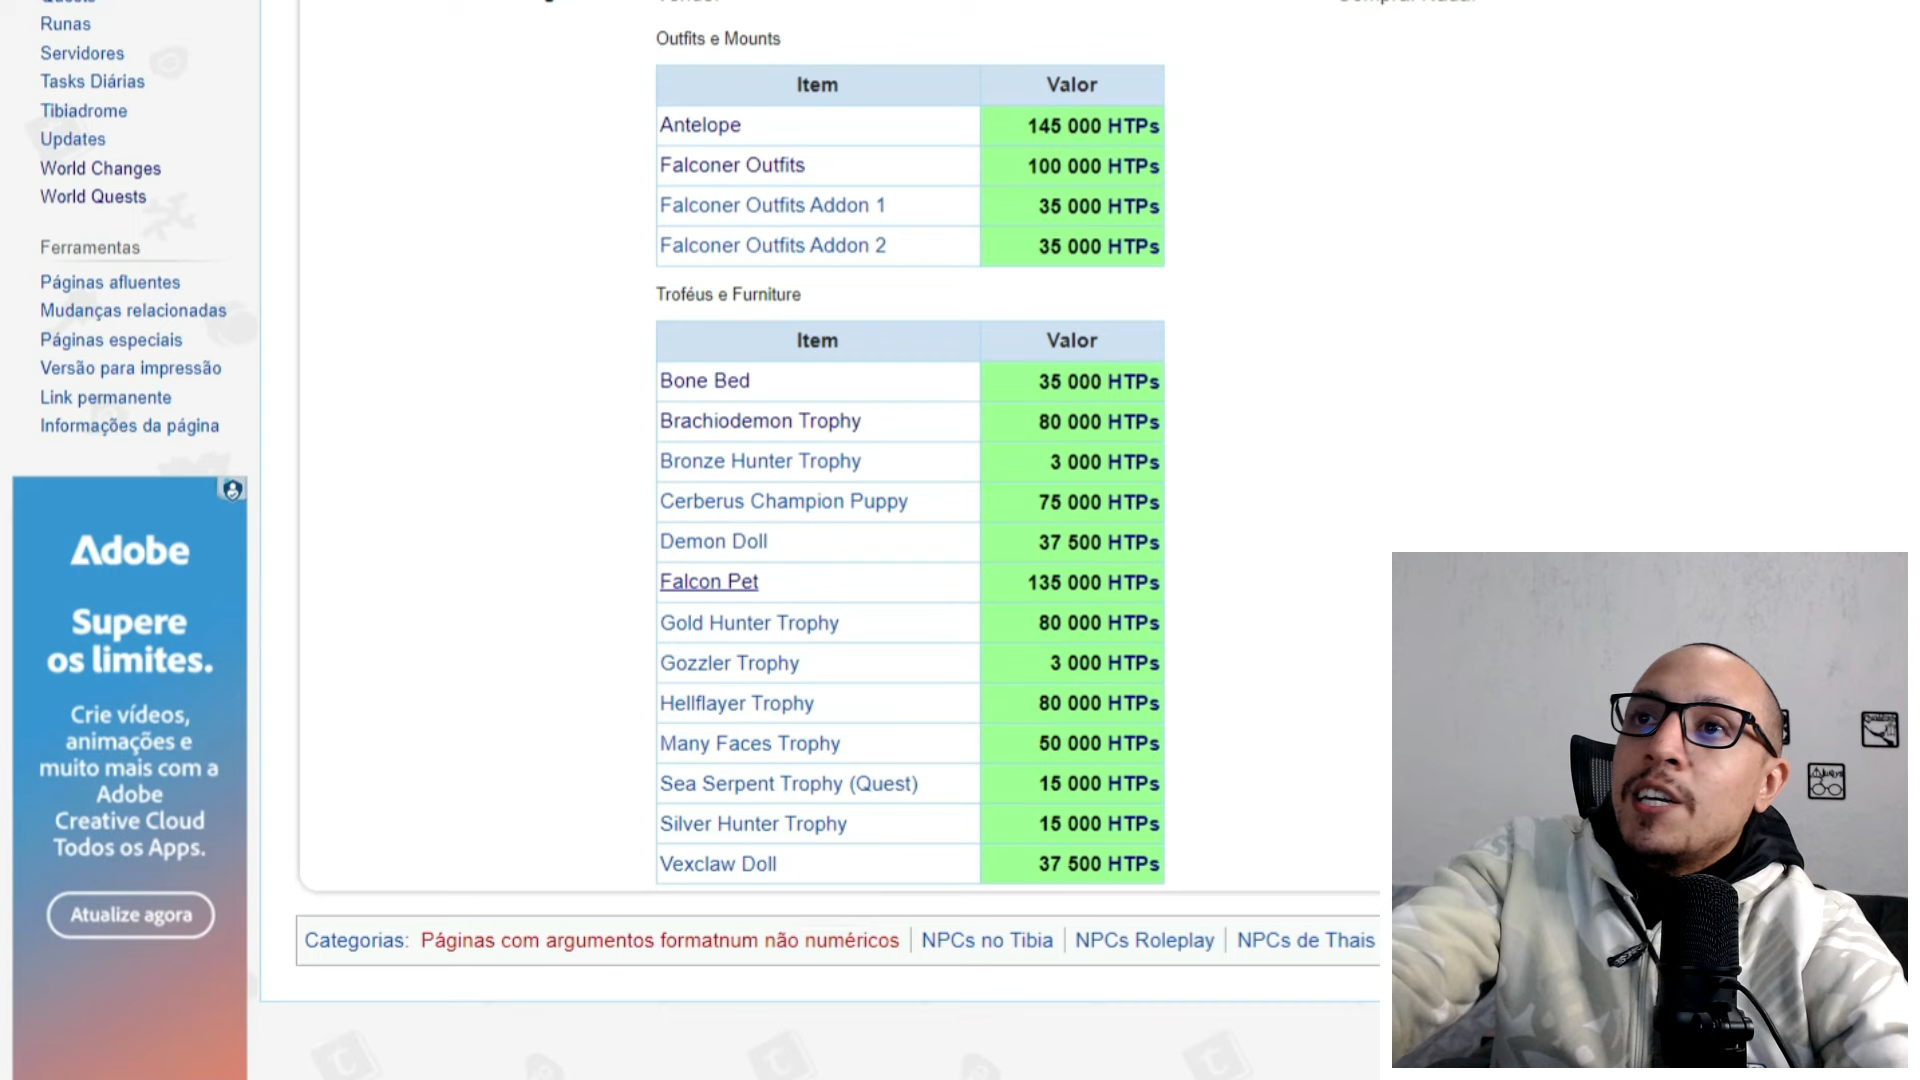 Runas
Servidores
Tasks Diárias
Tibiadrome
Updates
World Changes
World Quests
Ferramentas
Páginas afluentes
Mudanças relacionadas
Páginas especiais
Versão para impressão
Link permanente
Informações da página
Adobe
Supere
os limites.
Crie vídeos,
animações e
muito mais com a
Adobe
Creative Cloud
Todos os Apps.
Atualize agora
Outfits e Mounts
Item Valor
Antelope 145 000 HTPs
Falconer Outfits 100 000 HTPs
Falconer Outfits Addon 1 35 000 HTPs
Falconer Outfits Addon 2 35 000 HTPs
Troféus e Furniture
Item Valor
Bone Bed 35 000 HTPs
Brachiodemon Trophy 80 000 HTPs
Bronze Hunter Trophy 3 000 HTPs
Cerberus Champion Puppy 75 000 HTPs
Demon Doll 37 500 HTPs
Falcon Pet 135 000 HTPs
Gold Hunter Trophy 80 000 HTPs
Gozzler Trophy 3 000 HTPs
Hellflayer Trophy 80 000 HTPs
Many Faces Trophy 50 000 HTPs
Sea Serpent Trophy (Quest) 15 000 HTPs
Silver Hunter Trophy 15 000 HTPs
Vexclaw Doll 37 500 HTPs
Categorias: Páginas com argumentos formatnum não numéricos NPCs no Tibia NPCs Roleplay NPCs de Thais